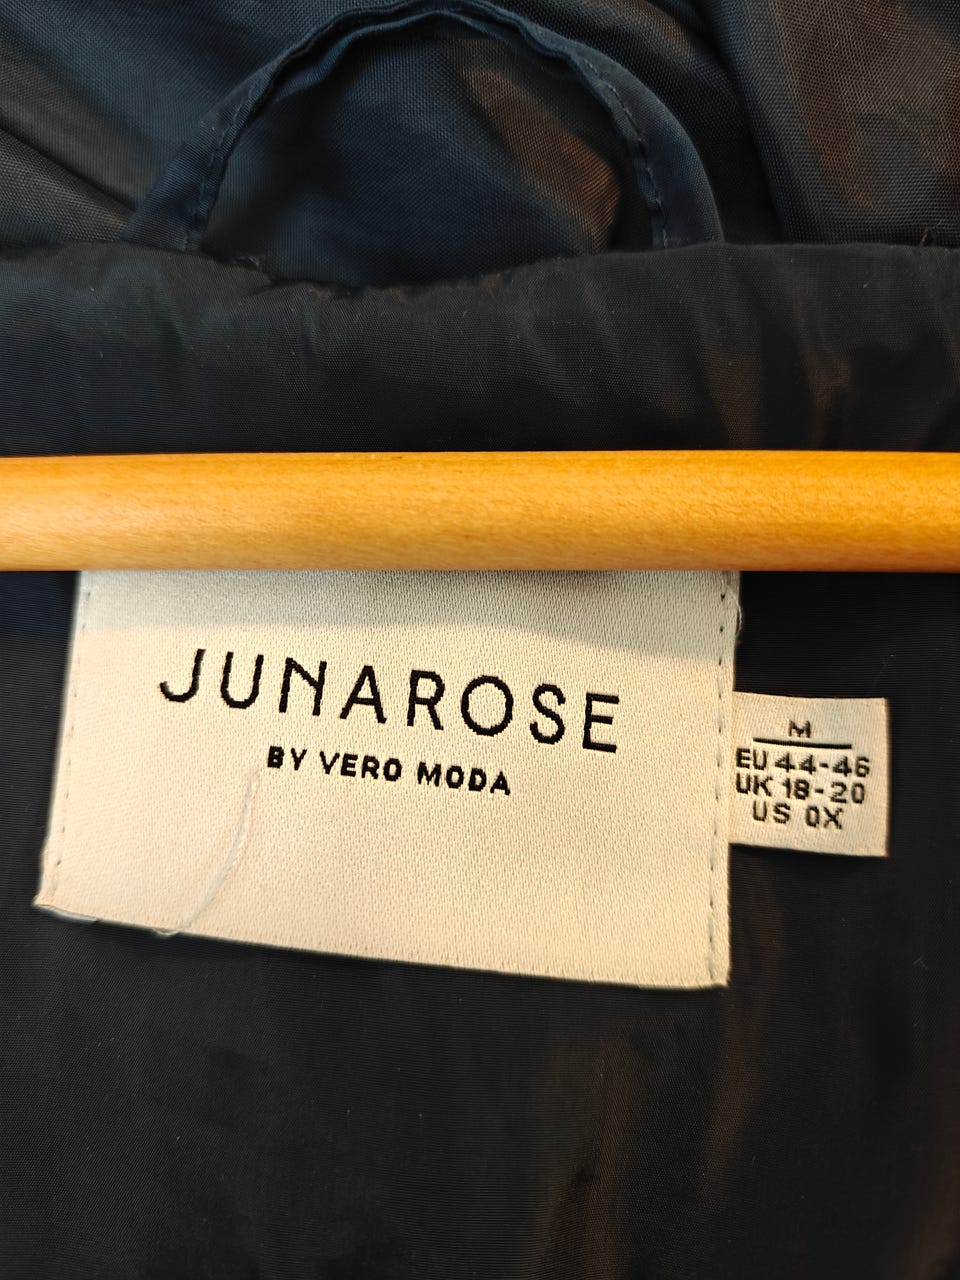 JUNAROSE
BY VERO MODA
M
EU 44-46
UK 18-20
US 0X